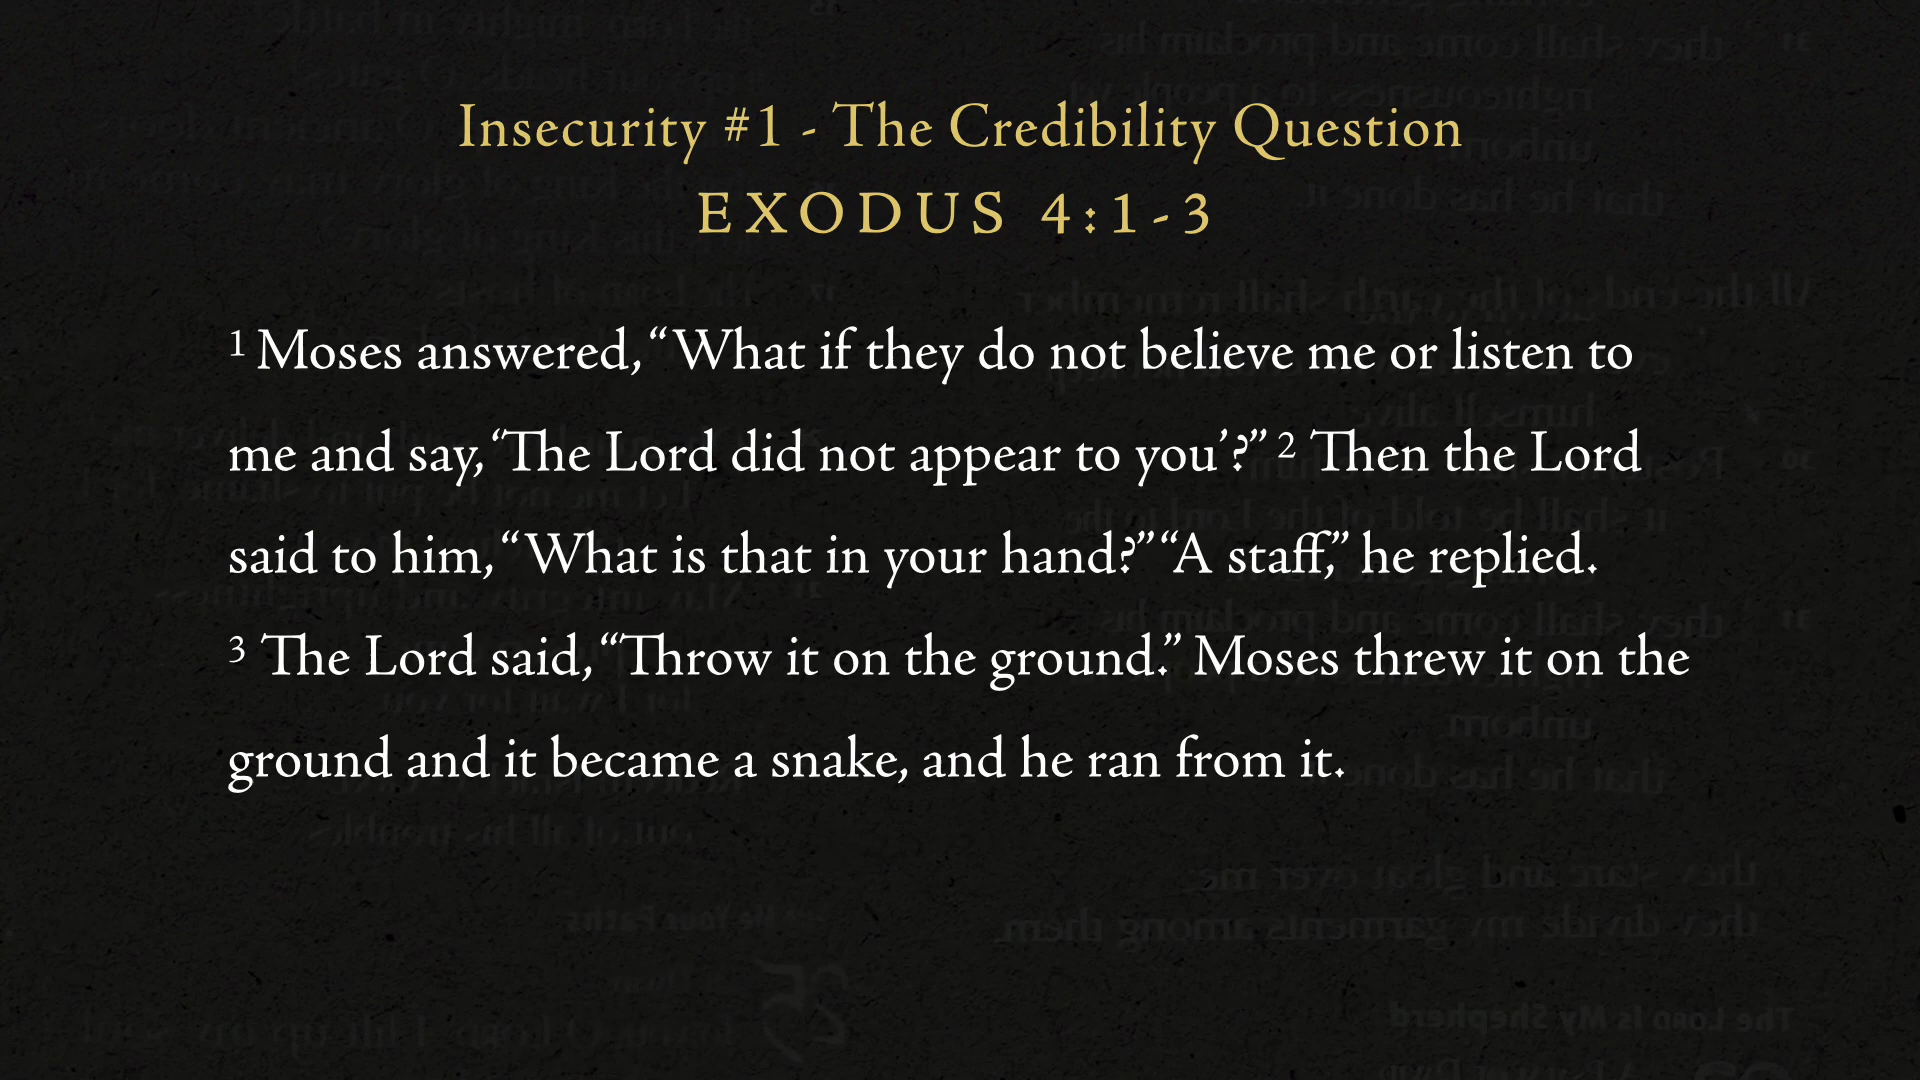 Insecurity #1 - The Credibility Question
EXODUS 4:1-3
1 Moses answered, “What if they do not believe me or listen to
me and say, ‘The Lord did not appear to you’?” 2 Then the Lord
said to him, “What is that in your hand?” “A staff,” he replied.
3 The Lord said, “Throw it on the ground.” Moses threw it on the
ground and it became a snake, and he ran from it.